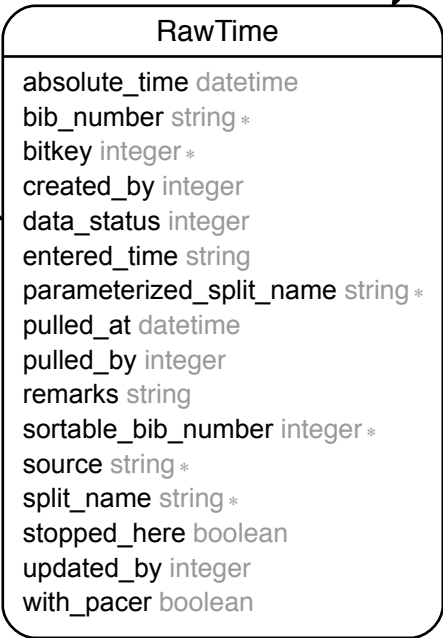 RawTime
absolute_time datetime
bib_number string *
bitkey integer *
created_by integer
data_status integer
entered_time string
parameterized_split_name string *
pulled_at datetime
pulled_by integer
remarks string
sortable_bib_number integer *
source string *
split_name string *
stopped_here boolean
updated_by integer
with_pacer boolean